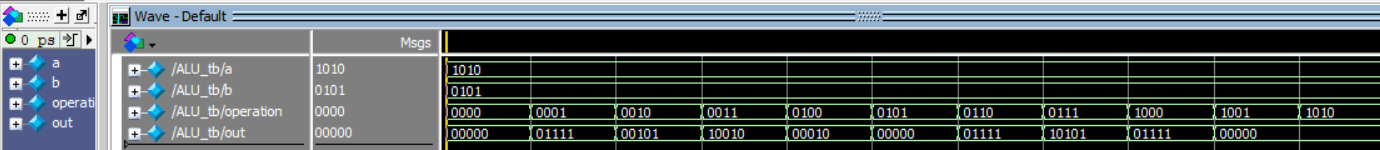 Wave - Default
0 ps
Msgs
a
b
operati
out
/ALU_tb/a 1010 1010
/ALU_tb/b 0101 0101
/ALU_tb/operation 0000 0000 0001 0010 0011 0100 0101 0110 0111 1000 1001 1010
/ALU_tb/out 00000 00000 01111 00101 10010 00010 00000 01111 10101 01111 00000